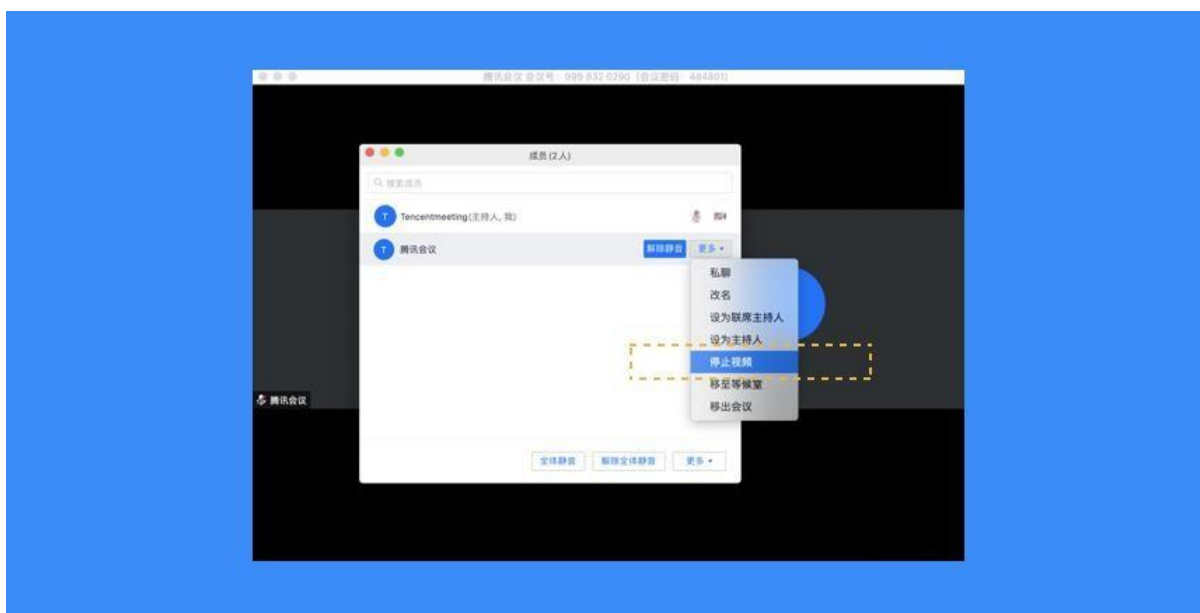 腾讯会议 会议号：999 832 0290（会议密码：484801）
成员(2人)
搜索成员
T Tencentmeeting(主持人, 我)
T 腾讯会议 解除静音 更多
私聊
改名
设为联席主持人
设为主持人
停止视频
移至等候室
移出会议
腾讯会议
全体静音 解除全体静音 更多